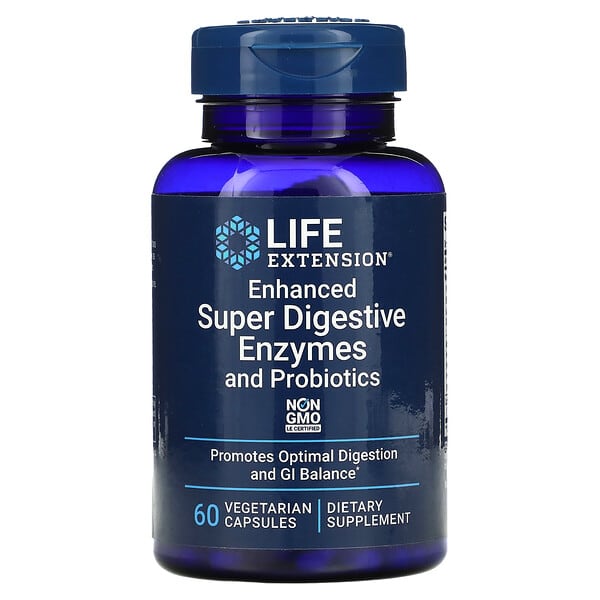 LIFE
EXTENSION®
Enhanced
Super Digestive
Enzymes
and Probiotics
NON
GMO
LE CERTIFIED
Promotes Optimal Digestion
and GI Balance*
60 VEGETARIAN CAPSULES | DIETARY SUPPLEMENT